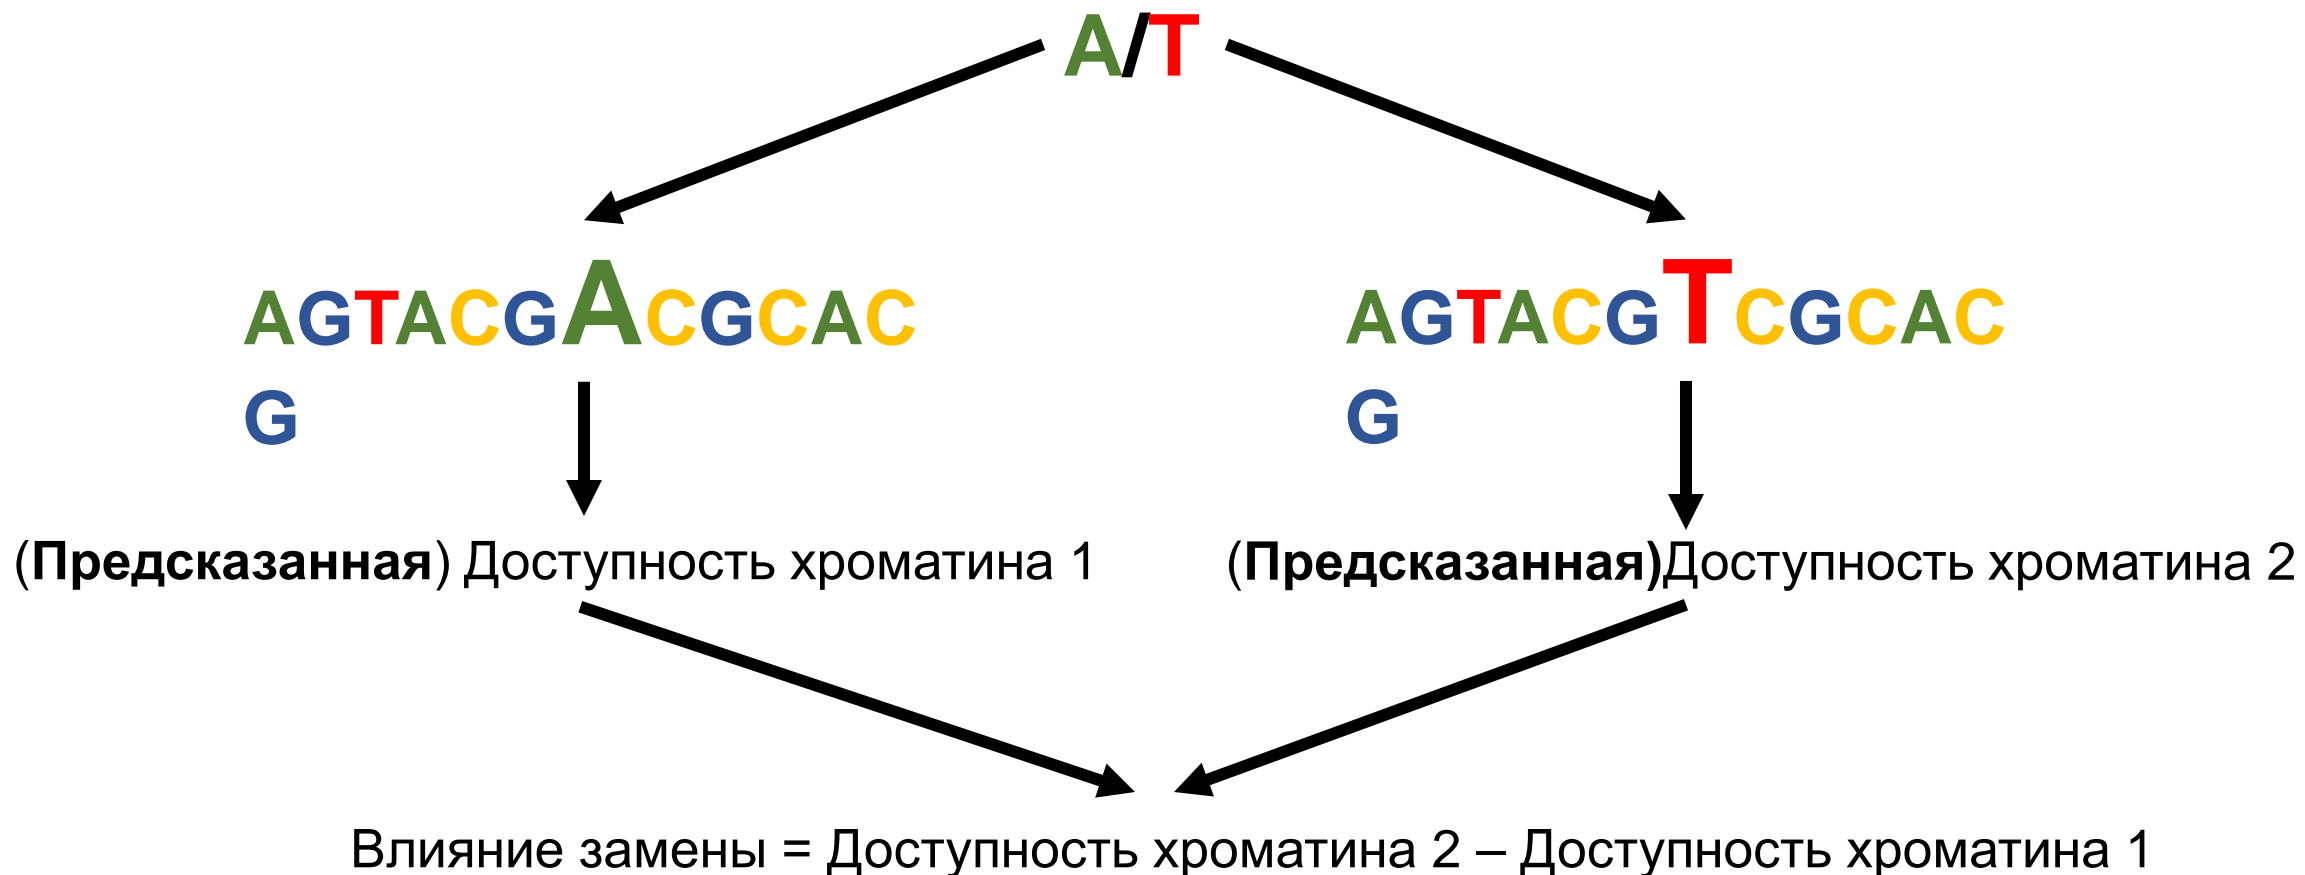 A/T
AGTACGACGCAC
G
AGTACGTCGCAC
G
(Предсказанная) Доступность хроматина 1
(Предсказанная)Доступность хроматина 2
Влияние замены = Доступность хроматина 2 – Доступность хроматина 1